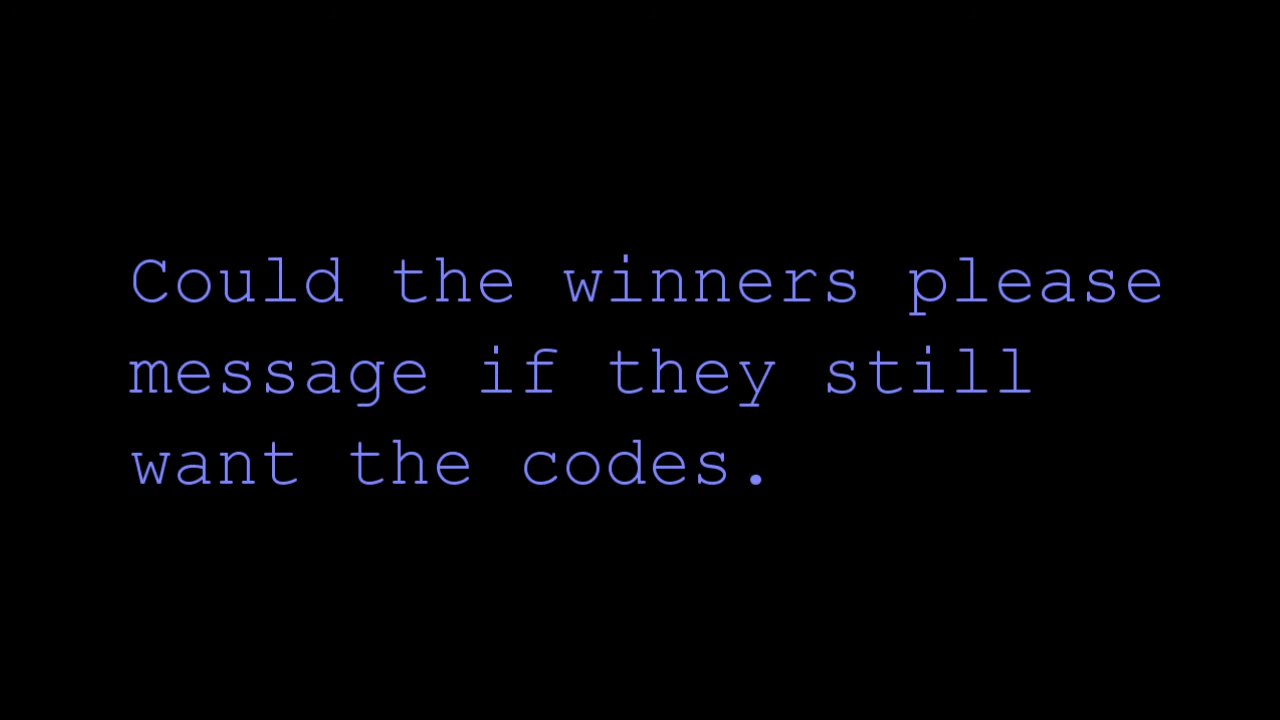 Could the winners please
message if they still
want the codes.